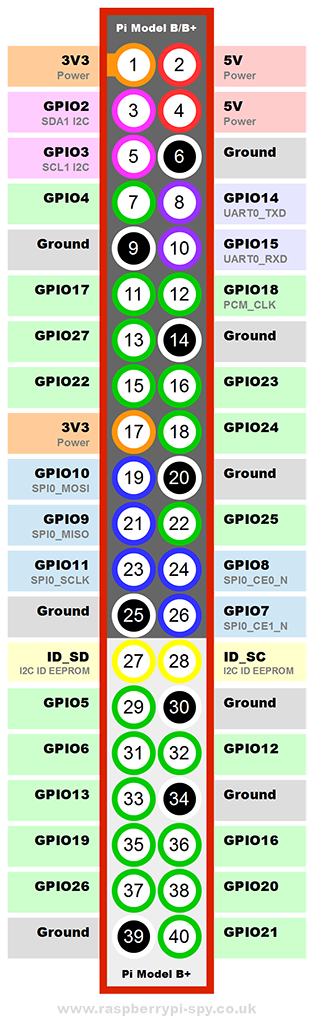 Pi Model B/B+
3V3 1 2 5V
Power Power
GPIO2 3 4 5V
SDA1 I2C Power
GPIO3 5 6 Ground
SCL1 I2C
GPIO4 7 8 GPIO14
UART0_TXD
Ground 9 10 GPIO15
UART0_RXD
GPIO17 11 12 GPIO18
PCM_CLK
GPIO27 13 14 Ground
GPIO22 15 16 GPIO23
3V3 17 18 GPIO24
Power
GPIO10 19 20 Ground
SPI0_MOSI
GPIO9 21 22 GPIO25
SPI0_MISO
GPIO11 23 24 GPIO8
SPI0_SCLK SPI0_CE0_N
Ground 25 26 GPIO7
SPI0_CE1_N
ID_SD 27 28 ID_SC
I2C ID EEPROM I2C ID EEPROM
GPIO5 29 30 Ground
GPIO6 31 32 GPIO12
GPIO13 33 34 Ground
GPIO19 35 36 GPIO16
GPIO26 37 38 GPIO20
Ground 39 40 GPIO21
Pi Model B+
www.raspberrypi-spy.co.uk